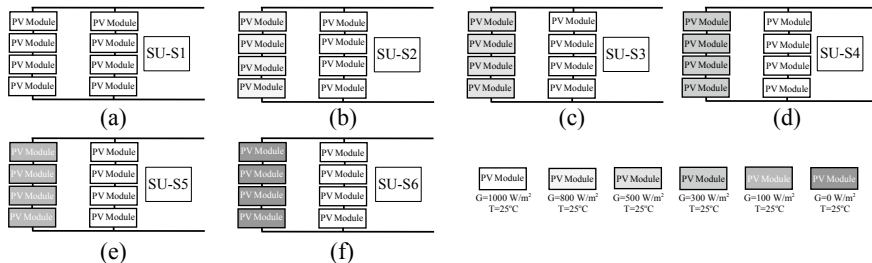 PV Module PV Module PV Module PV Module PV Module PV Module PV Module PV Module
PV Module PV Module PV Module PV Module PV Module PV Module PV Module PV Module
SU-S1 SU-S2 SU-S3 SU-S4
PV Module PV Module PV Module PV Module PV Module PV Module PV Module PV Module
PV Module PV Module PV Module PV Module PV Module PV Module PV Module PV Module
(a) (b) (c) (d)
PV Module PV Module PV Module PV Module
PV Module PV Module PV Module PV Module
SU-S5 SU-S6
PV Module PV Module PV Module PV Module
PV Module PV Module PV Module PV Module
(e) (f)
PV Module PV Module PV Module PV Module PV Module PV Module
G=1000 W/m² G=800 W/m² G=500 W/m² G=300 W/m² G=100 W/m² G=0 W/m²
T=25ºC T=25ºC T=25ºC T=25ºC T=25ºC T=25ºC